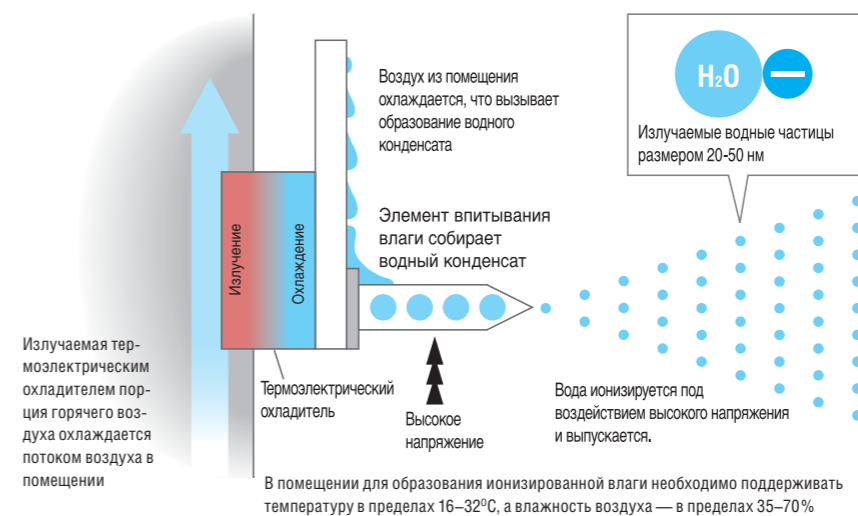 Воздух из помещения
охлаждается, что вызывает
образование водного
конденсата
H₂O
Излучаемые водные частицы
размером 20-50 нм
Элемент впитывания
влаги собирает
водный конденсат
Излучение
Охлаждение
Излучаемая тер-
моэлектрическим
охладителем пор-
ция горячего воз-
духа охлаждается
потоком воздуха в
помещении
Термоэлектрический
охладитель
Высокое
напряжение
Вода ионизируется под
воздействием высокого напряжения
и выпускается.
В помещении для образования ионизированной влаги необходимо поддерживать
температуру в пределах 16–32⁰C, а влажность воздуха — в пределах 35–70%